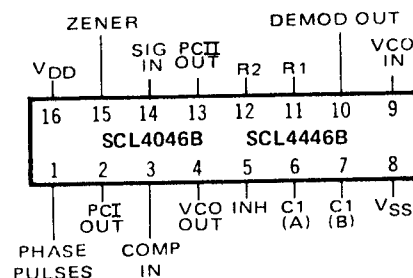 ZENER
DEMOD OUT
SIG IN
PCII OUT
VCO IN
VDD
R2
R1
16 15 14 13 12 11 10 9
SCL4046B SCL4446B
1 2 3 4 5 6 7 8
PCI OUT
VCO OUT
INH
C1 (A)
C1 (B)
VSS
PHASE PULSES
COMP IN